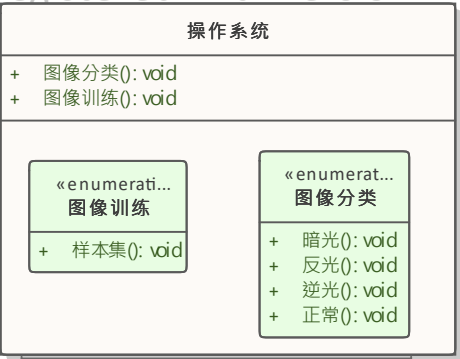 操作系统
+ 图像分类(): void
+ 图像训练(): void
«enumerati...
图像训练
+ 样本集(): void
«enumerat...
图像分类
+ 暗光(): void
+ 反光(): void
+ 逆光(): void
+ 正常(): void